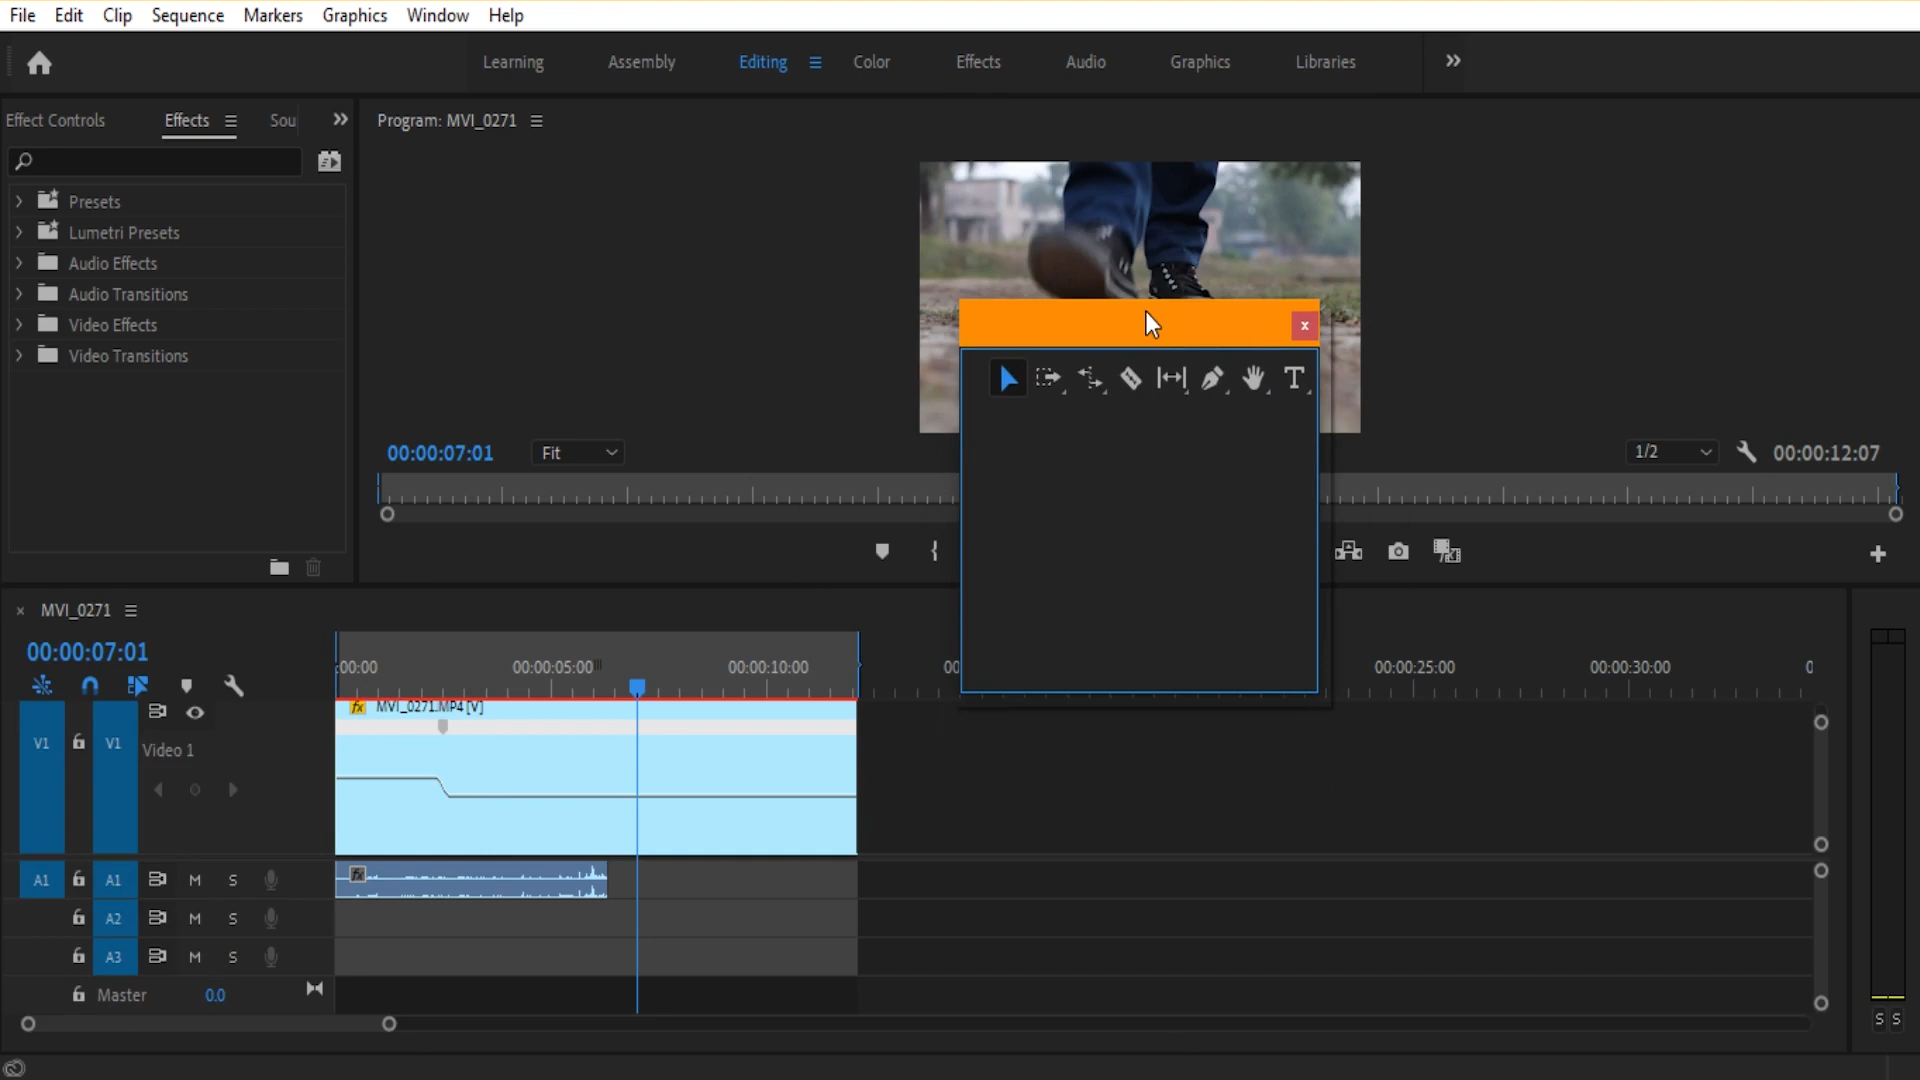 File Edit Clip Sequence Markers Graphics Window Help
Learning Assembly Editing Color Effects Audio Graphics Libraries
Effect Controls Effects Sou
Program: MVI_0271
Presets
Lumetri Presets
Audio Effects
Audio Transitions
Video Effects
Video Transitions
x
T
00:00:07:01 Fit 1/2 00:00:12:07
× MVI_0271
00:00:07:01
:00:00 00:00:05:00 00:00:10:00 00 00:00:25:00 00:00:30:00 0
fx MVI_0271.MP4 [V]
V1 V1
Video 1
A1 A1 M S fx
A2 M S
A3 M S
Master 0.0
S S